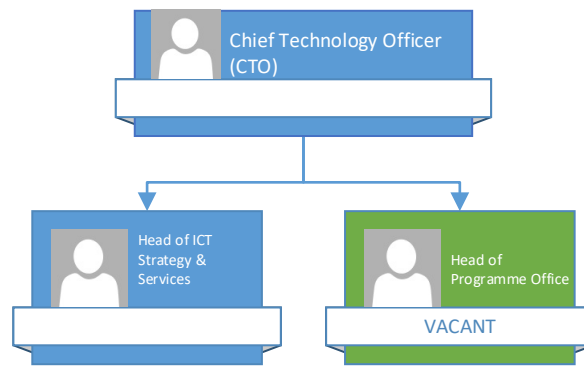 Chief Technology Officer
(CTO)
Head of ICT
Strategy &
Services
Head of
Programme Office
VACANT